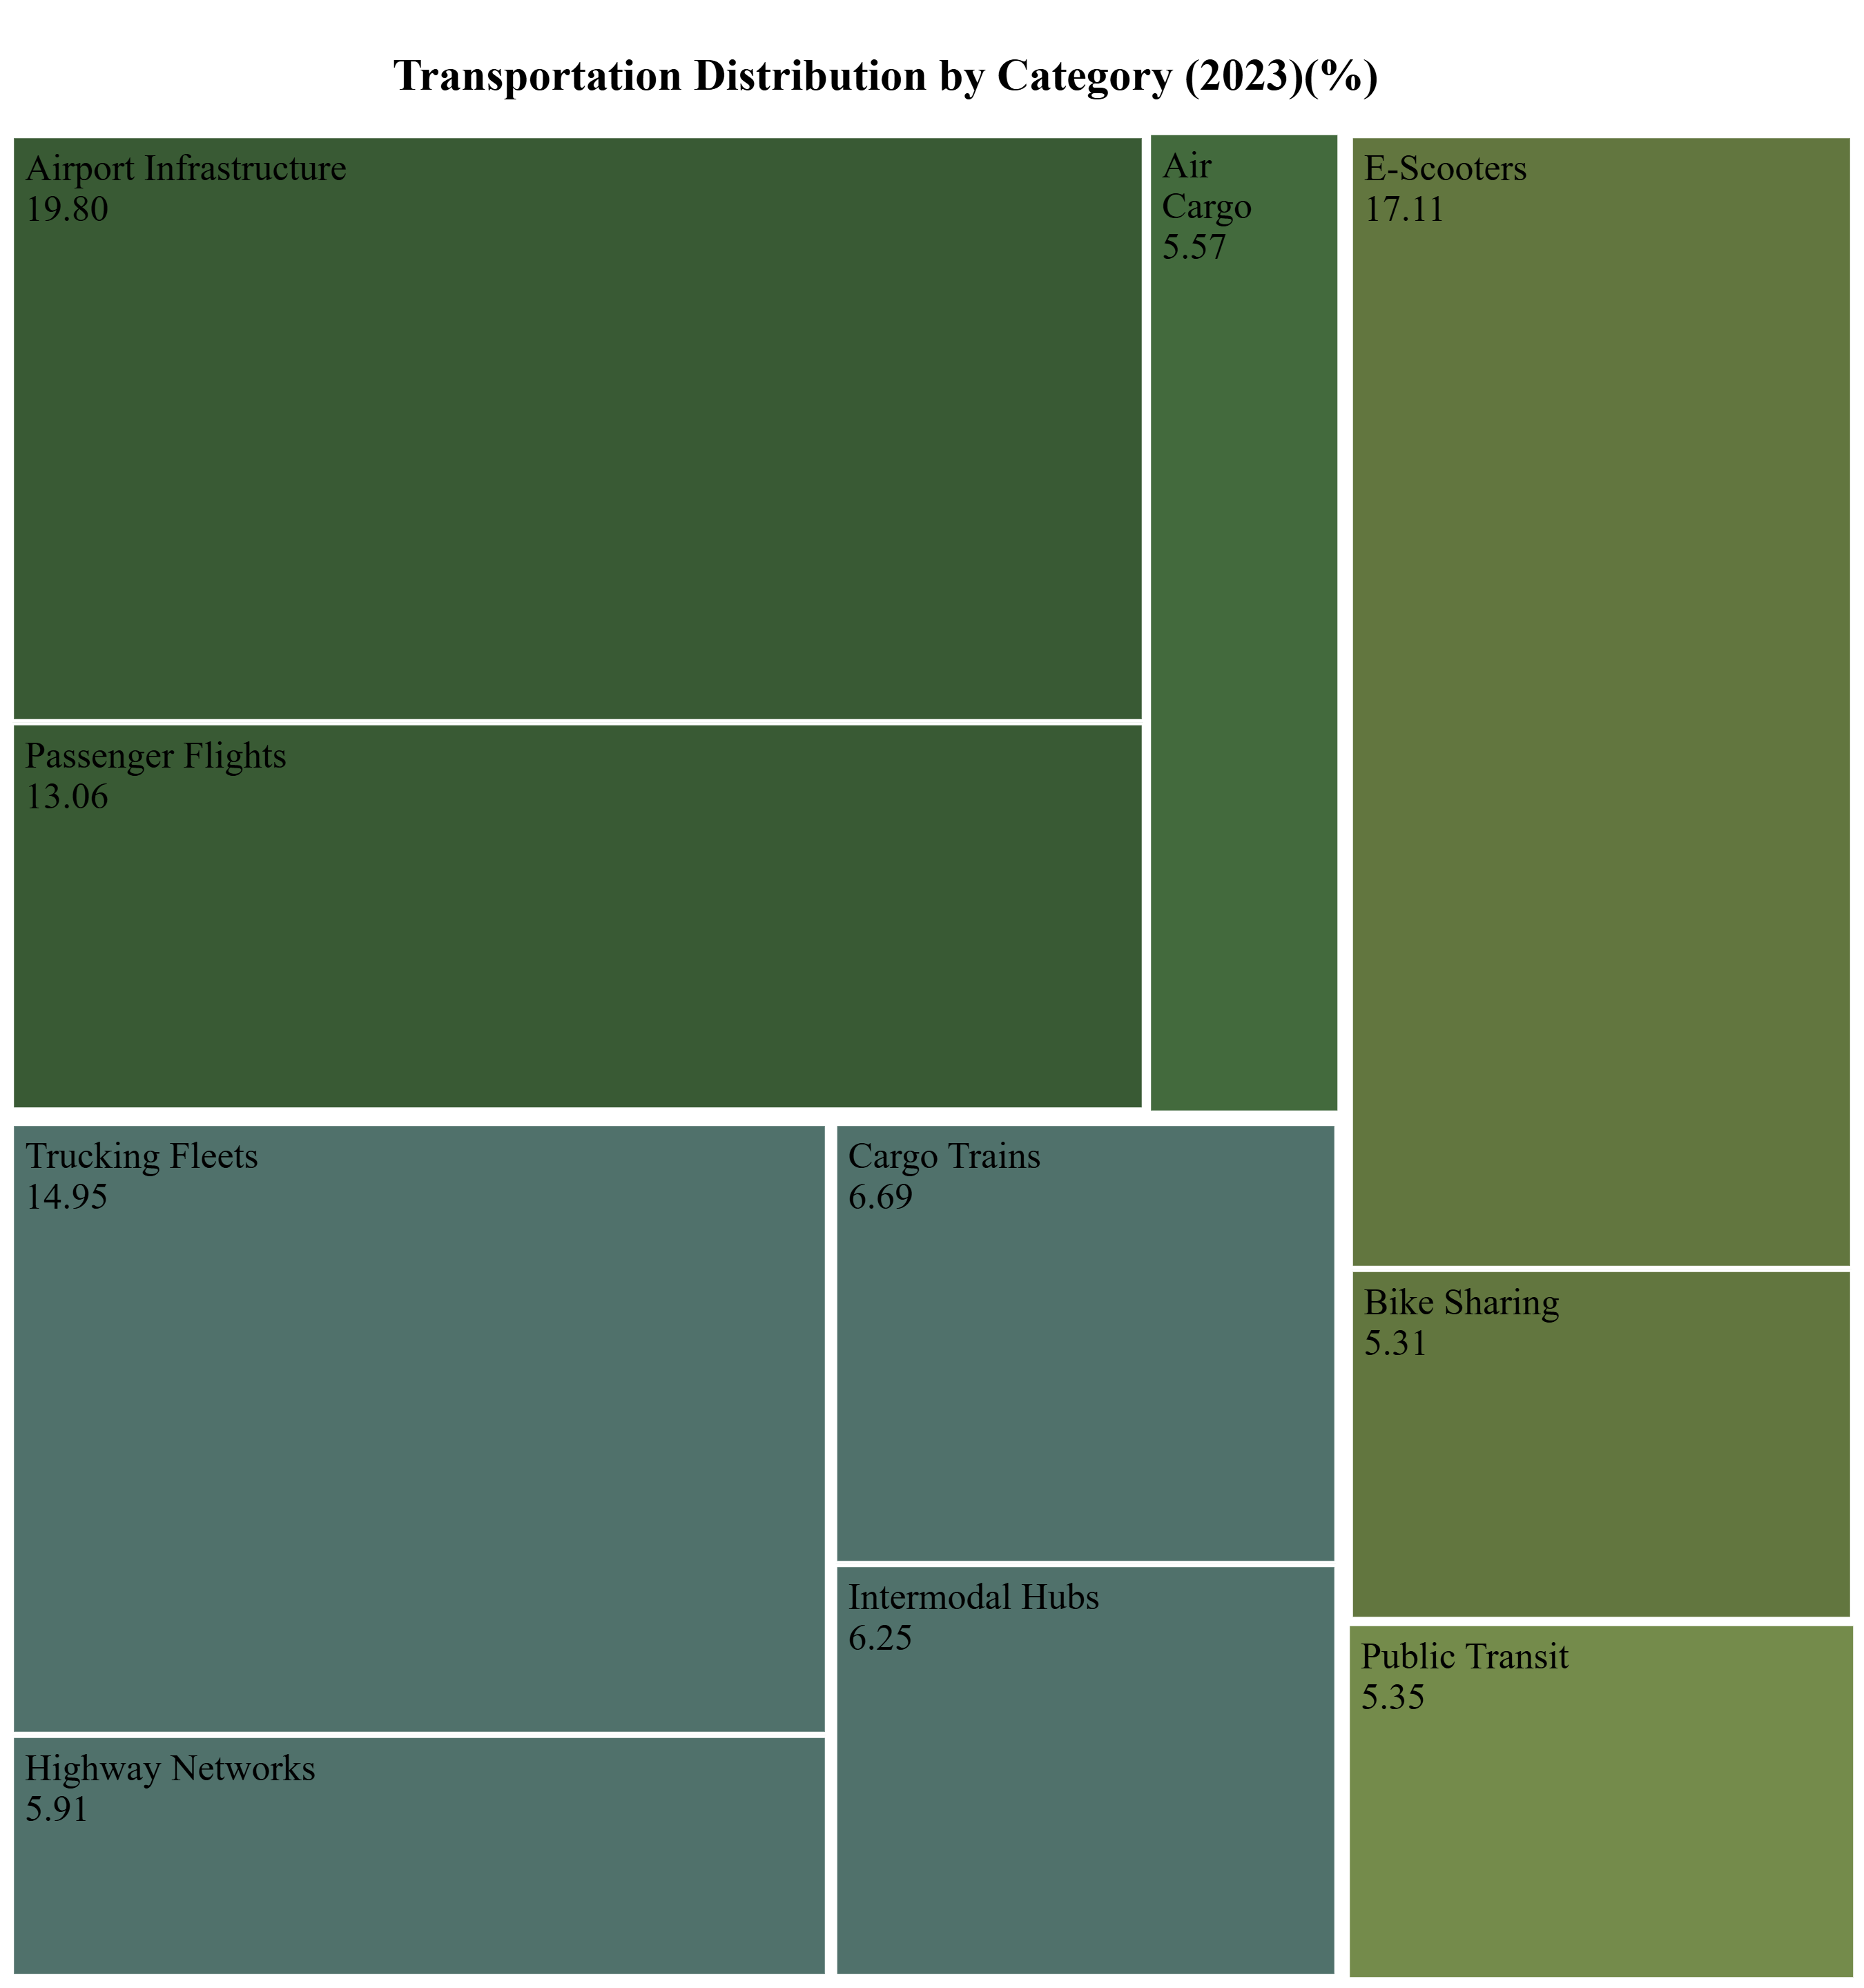 Transportation Distribution by Category (2023)(%)
Airport Infrastructure
19.80
Air
Cargo
5.57
E-Scooters
17.11
Passenger Flights
13.06
Trucking Fleets
14.95
Cargo Trains
6.69
Bike Sharing
5.31
Intermodal Hubs
6.25
Public Transit
5.35
Highway Networks
5.91